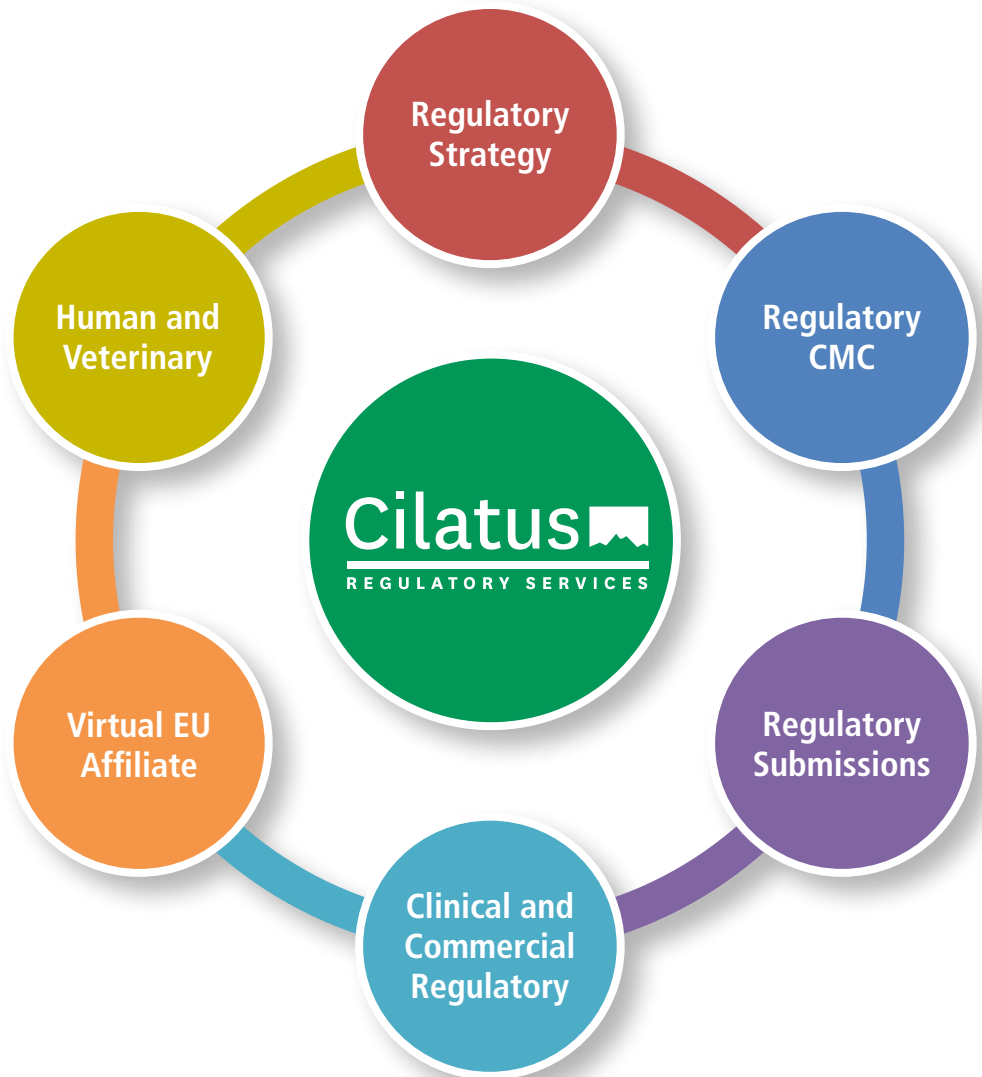 Regulatory
Strategy
Regulatory
CMC
Regulatory
Submissions
Clinical and
Commercial
Regulatory
Virtual EU
Affiliate
Human and
Veterinary
Cilatus
REGULATORY SERVICES